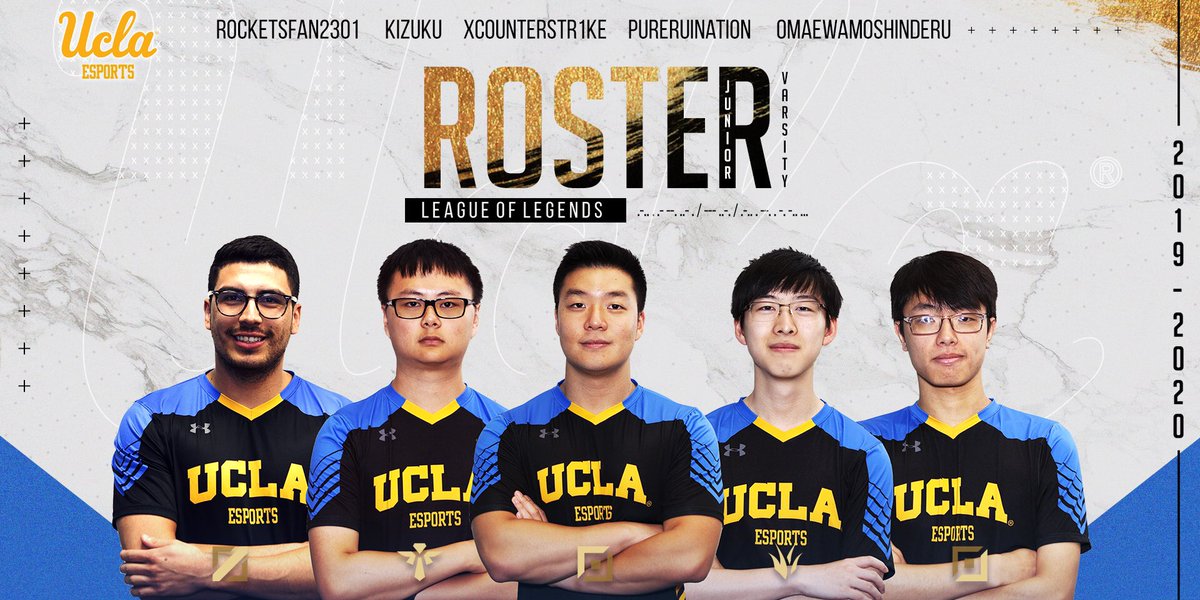 Ucla
ESPORTS
ROCKETSFAN2301 KIZUKU XCOUNTERSTR1KE PURERUINATION OMAEWAMOSHINDERU
ROSTER
JUNIOR
VARSITY
LEAGUE OF LEGENDS
®
2019-2020
UCLA
ESPORTS
UCLA
ESPORTS
UCLA®
ESPORTS
UCLA
ESPORTS
UCLA®
ESPORTS